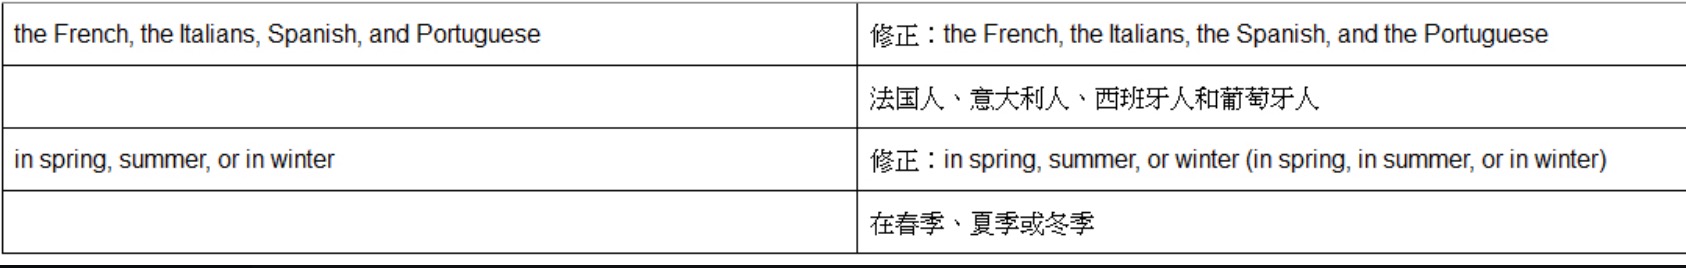 the French, the Italians, Spanish, and Portuguese
修正：the French, the Italians, the Spanish, and the Portuguese
法国人、意大利人、西班牙人和葡萄牙人
in spring, summer, or in winter
修正：in spring, summer, or winter (in spring, in summer, or in winter)
在春季、夏季或冬季